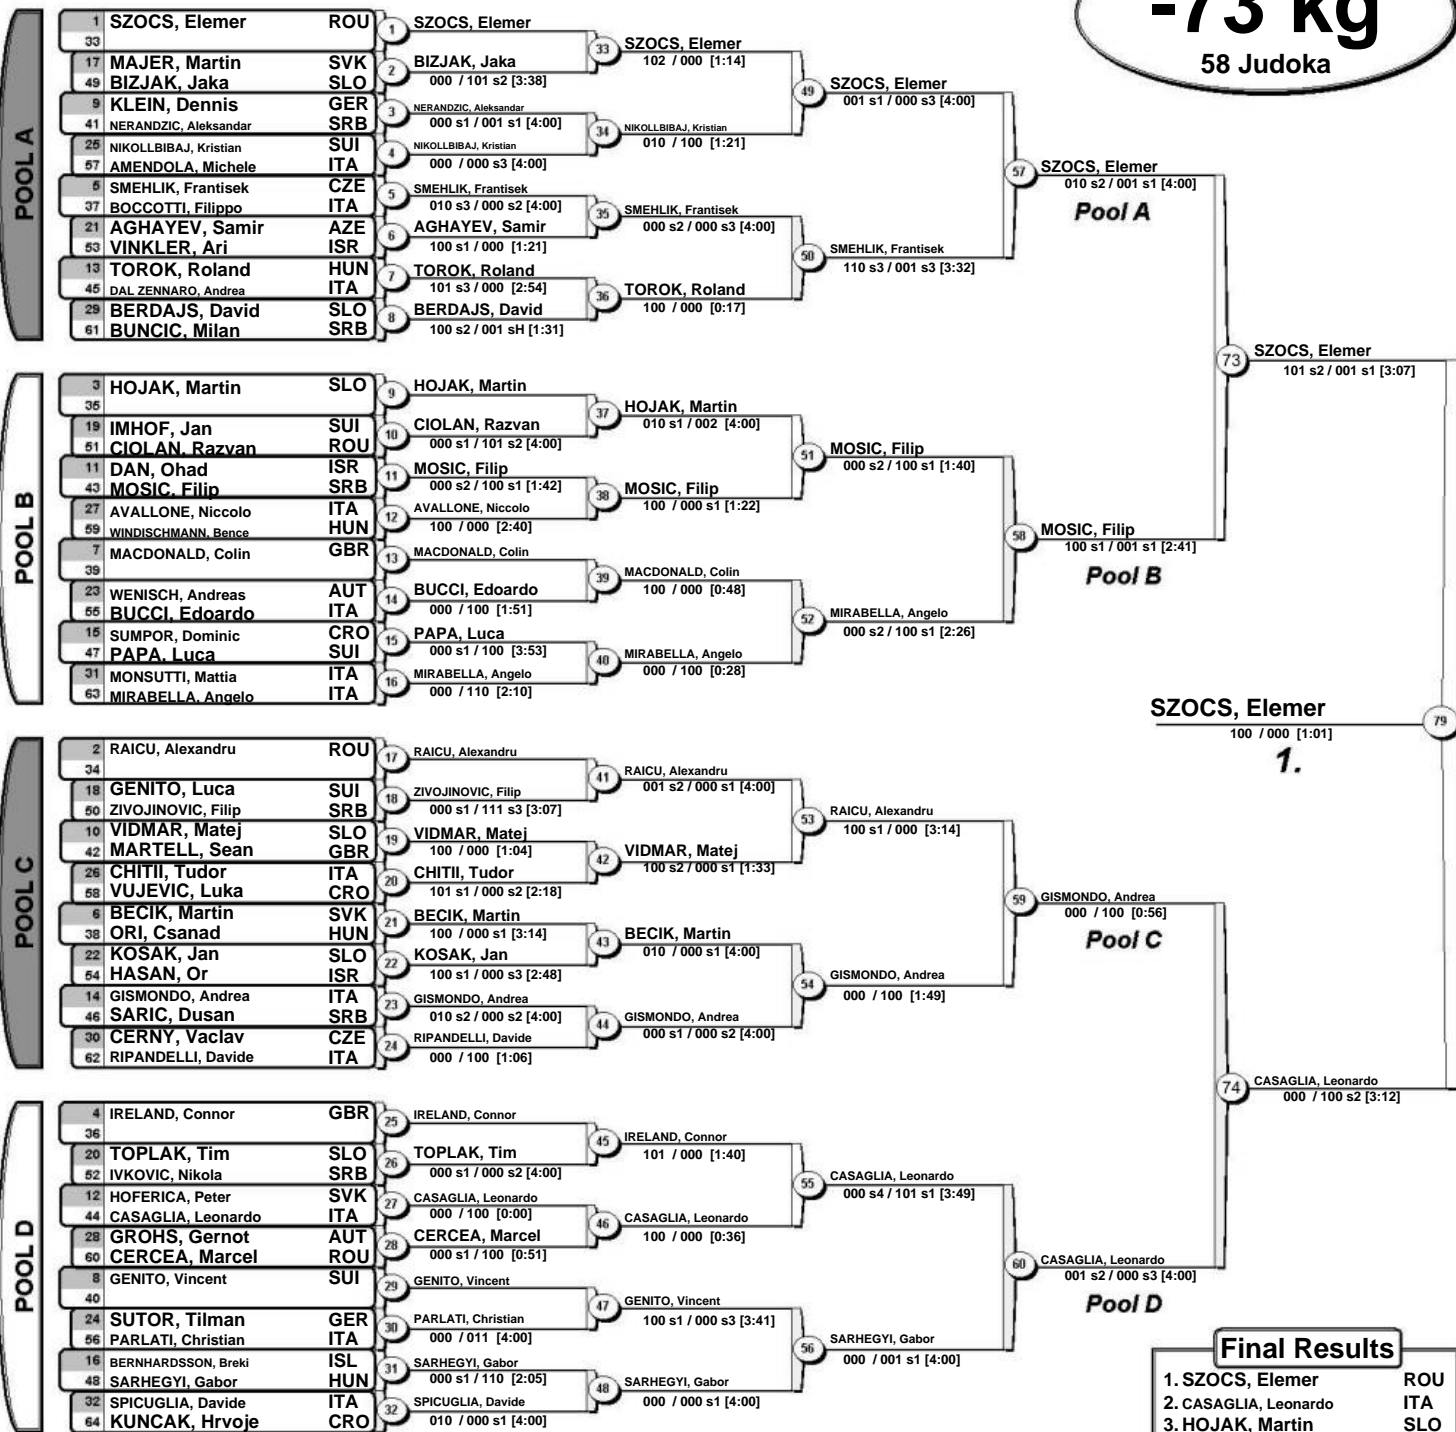 -73 kg
58 Judoka
POOL A
1 SZOCS, Elemer ROU
33
17 MAJER, Martin SVK
49 BIZJAK, Jaka SLO
9 KLEIN, Dennis GER
41 NERANDZIC, Aleksandar SRB
25 NIKOLLBIBAJ, Kristian SUI
57 AMENDOLA, Michele ITA
5 SMEHLIK, Frantisek CZE
37 BOCCOTTI, Filippo ITA
21 AGHAYEV, Samir AZE
53 VINKLER, Ari ISR
13 TOROK, Roland HUN
45 DAL ZENNARO, Andrea ITA
29 BERDAJS, David SLO
61 BUNCIC, Milan SRB
1 SZOCS, Elemer
2 BIZJAK, Jaka
000 / 101 s2 [3:38]
3 NERANDZIC, Aleksandar
000 s1 / 001 s1 [4:00]
4 NIKOLLBIBAJ, Kristian
000 / 000 s3 [4:00]
5 SMEHLIK, Frantisek
010 s3 / 000 s2 [4:00]
6 AGHAYEV, Samir
100 s1 / 000 [1:21]
7 TOROK, Roland
101 s3 / 000 [2:54]
8 BERDAJS, David
100 s2 / 001 sH [1:31]
33 SZOCS, Elemer
102 / 000 [1:14]
34 NIKOLLBIBAJ, Kristian
010 / 100 [1:21]
35 SMEHLIK, Frantisek
000 s2 / 000 s3 [4:00]
36 TOROK, Roland
100 / 000 [0:17]
49 SZOCS, Elemer
001 s1 / 000 s3 [4:00]
50 SMEHLIK, Frantisek
110 s3 / 001 s3 [3:32]
57 SZOCS, Elemer
010 s2 / 001 s1 [4:00]
Pool A
POOL B
3 HOJAK, Martin SLO
35
19 IMHOF, Jan SUI
51 CIOLAN, Razvan ROU
11 DAN, Ohad ISR
43 MOSIC, Filip SRB
27 AVALLONE, Niccolo ITA
59 WINDISCHMANN, Bence HUN
7 MACDONALD, Colin GBR
39
23 WENISCH, Andreas AUT
55 BUCCI, Edoardo ITA
15 SUMPOR, Dominic CRO
47 PAPA, Luca SUI
31 MONSUTTI, Mattia ITA
63 MIRABELLA, Angelo ITA
9 HOJAK, Martin
10 CIOLAN, Razvan
000 s1 / 101 s2 [4:00]
11 MOSIC, Filip
000 s2 / 100 s1 [1:42]
12 AVALLONE, Niccolo
100 / 000 [2:40]
13 MACDONALD, Colin
14 BUCCI, Edoardo
000 / 100 [1:51]
15 PAPA, Luca
000 s1 / 100 [3:53]
16 MIRABELLA, Angelo
000 / 110 [2:10]
37 HOJAK, Martin
010 s1 / 002 [4:00]
38 MOSIC, Filip
100 / 000 s1 [1:22]
39 MACDONALD, Colin
100 / 000 [0:48]
40 MIRABELLA, Angelo
000 / 100 [0:28]
51 MOSIC, Filip
000 s2 / 100 s1 [1:40]
52 MIRABELLA, Angelo
000 s2 / 100 s1 [2:26]
58 MOSIC, Filip
100 s1 / 001 s1 [2:41]
Pool B
73 SZOCS, Elemer
101 s2 / 001 s1 [3:07]
SZOCS, Elemer 79
100 / 000 [1:01]
1.
POOL C
2 RAICU, Alexandru ROU
34
18 GENITO, Luca SUI
50 ZIVOJINOVIC, Filip SRB
10 VIDMAR, Matej SLO
42 MARTELL, Sean GBR
26 CHITII, Tudor ITA
58 VUJEVIC, Luka CRO
6 BECIK, Martin SVK
38 ORI, Csanad HUN
22 KOSAK, Jan SLO
54 HASAN, Or ISR
14 GISMONDO, Andrea ITA
46 SARIC, Dusan SRB
30 CERNY, Vaclav CZE
62 RIPANDELLI, Davide ITA
17 RAICU, Alexandru
18 ZIVOJINOVIC, Filip
000 s1 / 111 s3 [3:07]
19 VIDMAR, Matej
100 / 000 [1:04]
20 CHITII, Tudor
101 s1 / 000 s2 [2:18]
21 BECIK, Martin
100 / 000 s1 [3:14]
22 KOSAK, Jan
100 s1 / 000 s3 [2:48]
23 GISMONDO, Andrea
010 s2 / 000 s2 [4:00]
24 RIPANDELLI, Davide
000 / 100 [1:06]
41 RAICU, Alexandru
001 s2 / 000 s1 [4:00]
42 VIDMAR, Matej
100 s2 / 000 s1 [1:33]
43 BECIK, Martin
010 / 000 s1 [4:00]
44 GISMONDO, Andrea
000 s1 / 000 s2 [4:00]
53 RAICU, Alexandru
100 s1 / 000 [3:14]
54 GISMONDO, Andrea
000 / 100 [1:49]
59 GISMONDO, Andrea
000 / 100 [0:56]
Pool C
POOL D
4 IRELAND, Connor GBR
36
20 TOPLAK, Tim SLO
52 IVKOVIC, Nikola SRB
12 HOFERICA, Peter SVK
44 CASAGLIA, Leonardo ITA
28 GROHS, Gernot AUT
60 CERCEA, Marcel ROU
8 GENITO, Vincent SUI
40
24 SUTOR, Tilman GER
56 PARLATI, Christian ITA
16 BERNHARDSSON, Breki ISL
48 SARHEGYI, Gabor HUN
32 SPICUGLIA, Davide ITA
64 KUNCAK, Hrvoje CRO
25 IRELAND, Connor
26 TOPLAK, Tim
000 s1 / 000 s2 [4:00]
27 CASAGLIA, Leonardo
000 / 100 [0:00]
28 CERCEA, Marcel
000 s1 / 100 [0:51]
29 GENITO, Vincent
30 PARLATI, Christian
000 / 011 [4:00]
31 SARHEGYI, Gabor
000 s1 / 110 [2:05]
32 SPICUGLIA, Davide
010 / 000 s1 [4:00]
45 IRELAND, Connor
101 / 000 [1:40]
46 CASAGLIA, Leonardo
100 / 000 [0:36]
47 GENITO, Vincent
100 s1 / 000 s3 [3:41]
48 SARHEGYI, Gabor
000 / 000 s1 [4:00]
55 CASAGLIA, Leonardo
000 s4 / 101 s1 [3:49]
56 SARHEGYI, Gabor
000 / 001 s1 [4:00]
60 CASAGLIA, Leonardo
001 s2 / 000 s3 [4:00]
Pool D
74 CASAGLIA, Leonardo
000 / 100 s2 [3:12]
Final Results
1. SZOCS, Elemer ROU
2. CASAGLIA, Leonardo ITA
3. HOJAK, Martin SLO